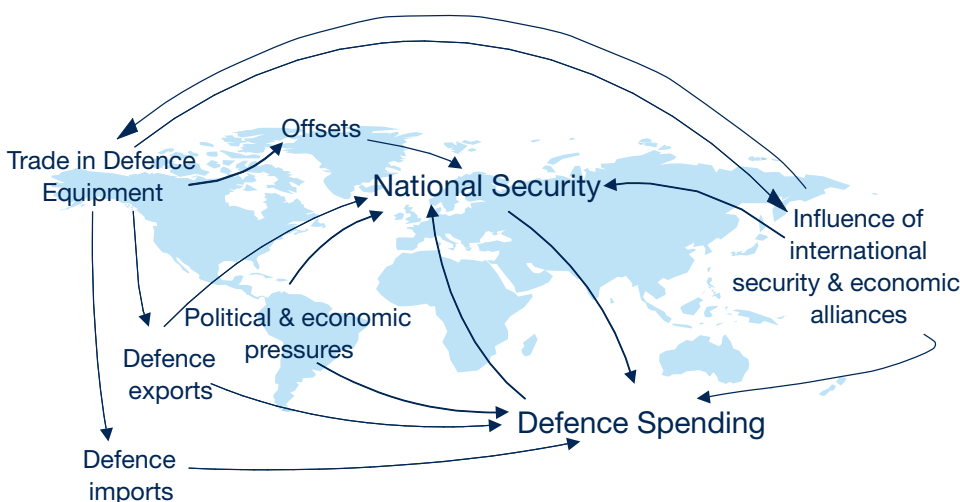 Offsets
Trade in Defence
Equipment
National Security
Influence of
international
security & economic
alliances
Political & economic
pressures
Defence
exports
Defence Spending
Defence
imports